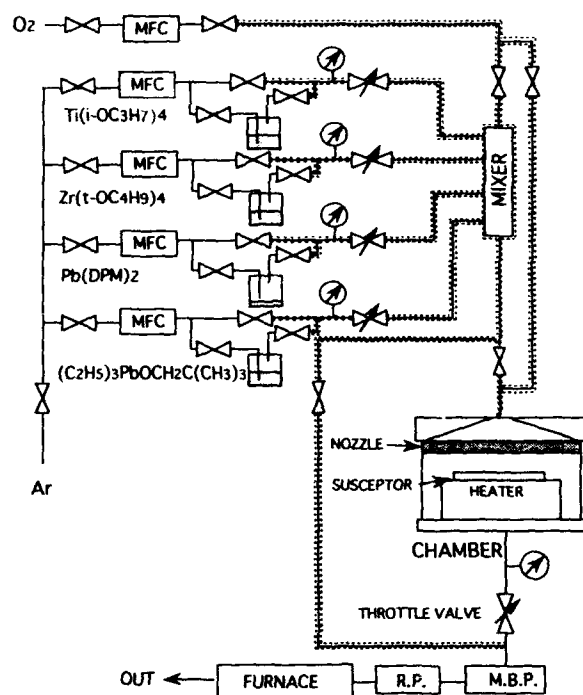 O2
MFC
MFC
Ti(i-OC3H7)4
MFC
Zr(t-OC4H9)4
MIXER
MFC
Pb(DPM)2
MFC
(C2H5)3PbOCH2C(CH3)3
Ar
NOZZLE
SUSCEPTOR
HEATER
CHAMBER
THROTTLE VALVE
OUT
FURNACE
R.P.
M.B.P.